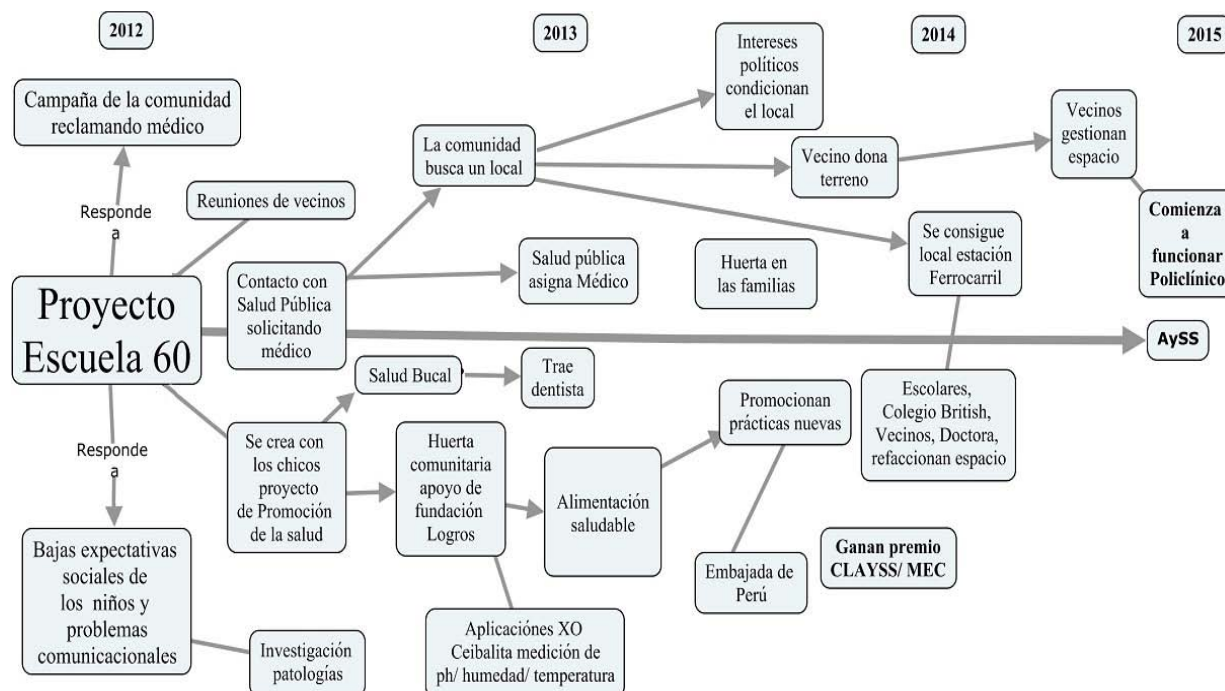 2012
2013
2014
2015
Campaña de la comunidad
reclamando médico
Responde
a
Reuniones de vecinos
Proyecto
Escuela 60
Contacto con
Salud Pública
solicitando
médico
La comunidad
busca un local
Intereses
políticos
condicionan
el local
Vecino dona
terreno
Vecinos
gestionan
espacio
Comienza
a
funcionar
Policlínico
Salud pública
asigna Médico
Huerta en
las familias
Se consigue
local estación
Ferrocarril
AySS
Salud Bucal
Trae
dentista
Promocionan
prácticas nuevas
Escolares,
Colegio British,
Vecinos, Doctora,
refaccionan espacio
Responde
a
Se crea con
los chicos
proyecto
de Promoción
de la salud
Huerta
comunitaria
apoyo de
fundación
Logros
Alimentación
saludable
Bajas expectativas
sociales de
los niños y
problemas
comunicacionales
Investigación
patologías
Aplicaciónes XO
Ceibalita medición de
ph/ humedad/ temperatura
Embajada de
Perú
Ganan premio
CLAYSS/ MEC